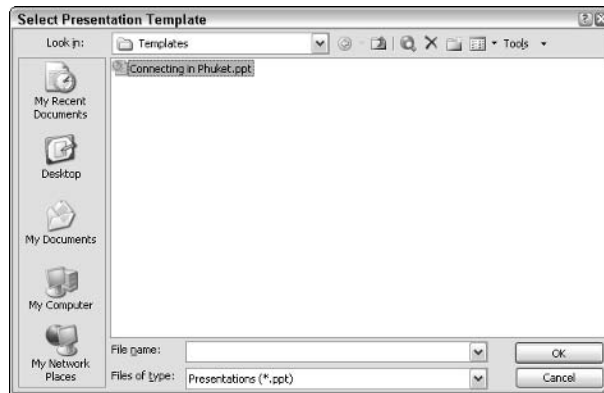 Select Presentation Template
Look in:
Templates
Tools
Connecting in Phuket.ppt
My Recent
Documents
Desktop
My Documents
My Computer
My Network
Places
File name:
OK
Files of type:
Presentations (*.ppt)
Cancel